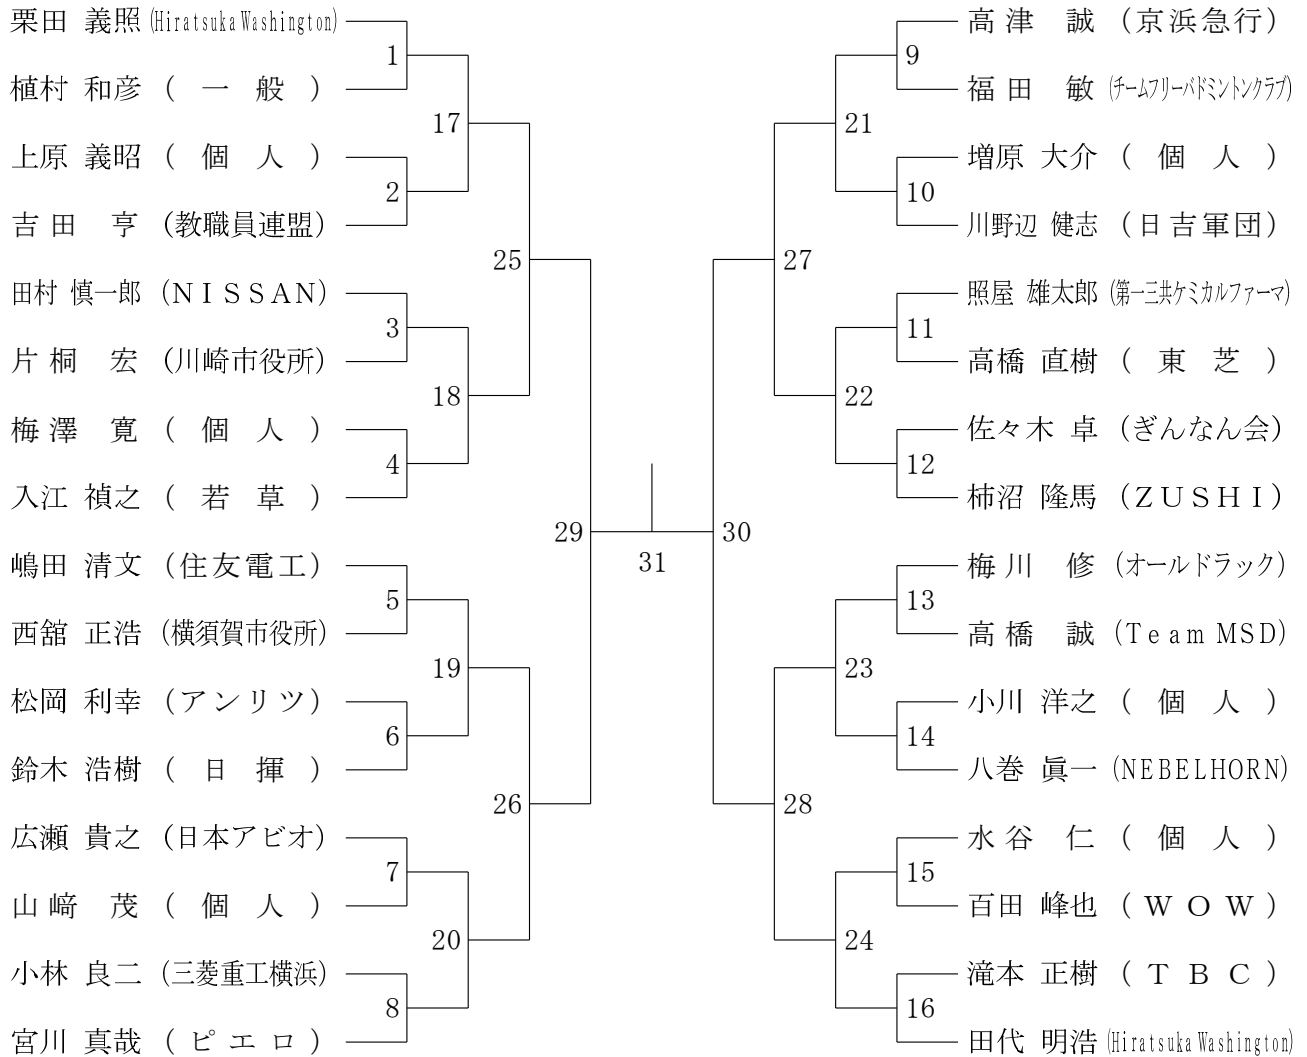 栗田 義照 (Hiratsuka Washington)
1
植村 和彦 (一般)
17
上原 義昭 (個人)
2
吉田 亨 (教職員連盟)
25
田村 慎一郎 (NISSAN)
3
片桐 宏 (川崎市役所)
18
梅澤 寛 (個人)
4
入江 禎之 (若草)
29
嶋田 清文 (住友電工)
5
西舘 正浩 (横須賀市役所)
19
松岡 利幸 (アンリツ)
6
鈴木 浩樹 (日揮)
26
広瀬 貴之 (日本アビオ)
7
山﨑 茂 (個人)
20
小林 良二 (三菱重工横浜)
8
宮川 真哉 (ピエロ)
31
高津 誠 (京浜急行)
9
福田 敏 (チームフリーバドミントンクラブ)
21
増原 大介 (個人)
10
川野辺 健志 (日吉軍団)
27
照屋 雄太郎 (第一三共ケミカルファーマ)
11
高橋 直樹 (東芝)
22
佐々木 卓 (ぎんなん会)
12
柿沼 隆馬 (ZUSHI)
30
梅川 修 (オールドラック)
13
高橋 誠 (Team MSD)
23
小川 洋之 (個人)
14
八巻 眞一 (NEBELHORN)
28
水谷 仁 (個人)
15
百田 峰也 (WOW)
24
滝本 正樹 (TBC)
16
田代 明浩 (Hiratsuka Washington)